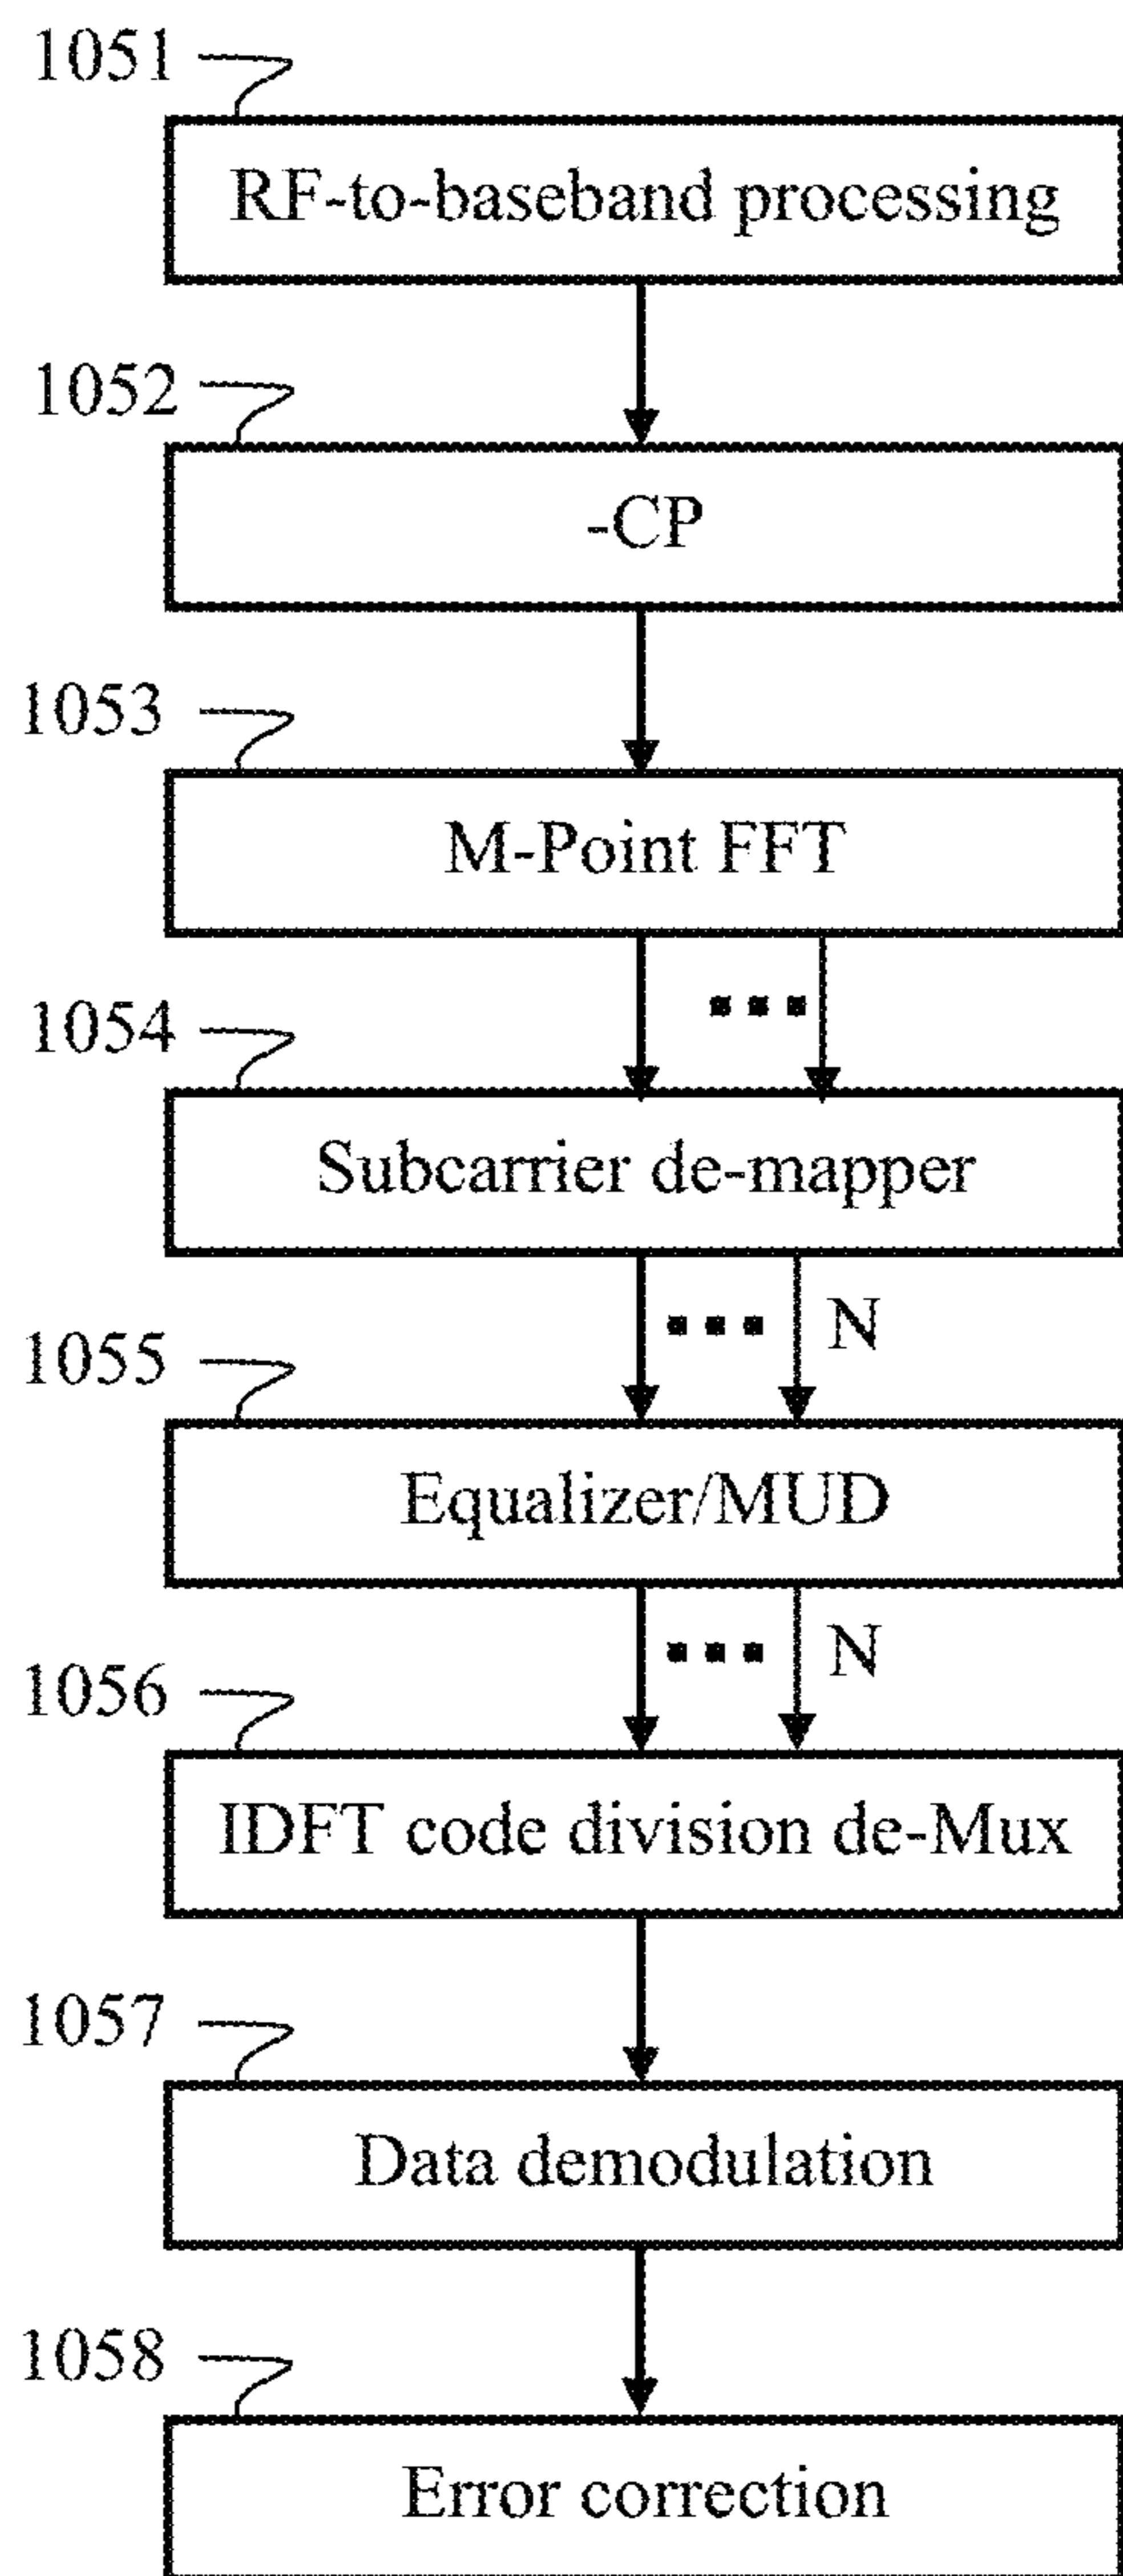 1051
RF-to-baseband processing
1052
-CP
1053
M-Point FFT
1054
Subcarrier de-mapper
N
1055
Equalizer/MUD
N
1056
IDFT code division de-Mux
1057
Data demodulation
1058
Error correction